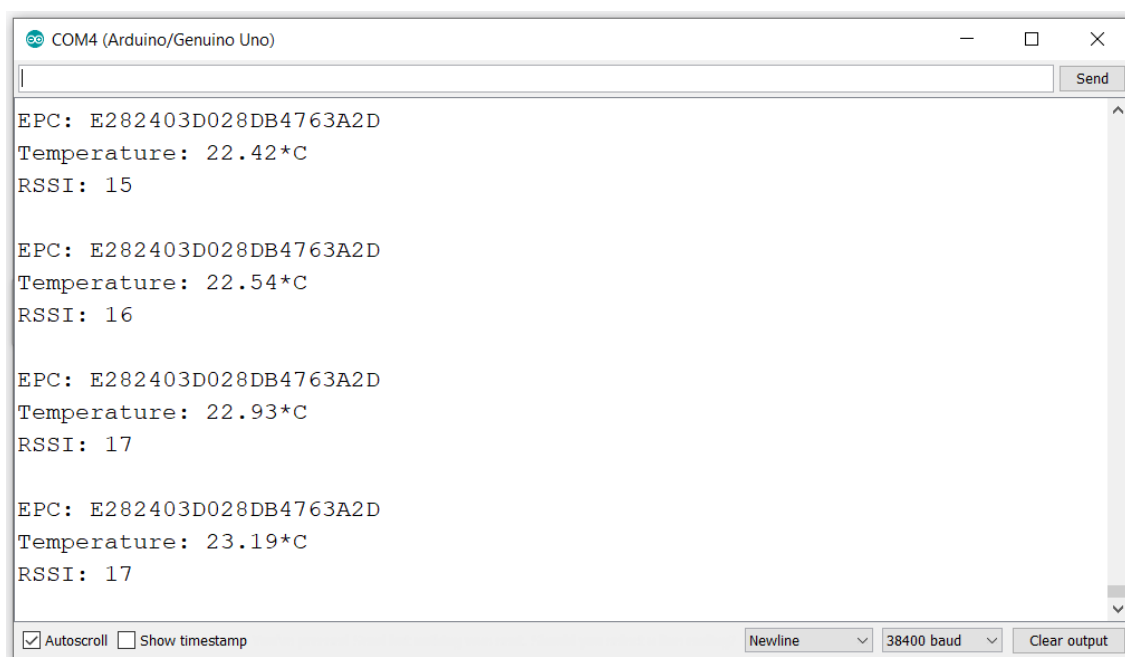 COM4 (Arduino/Genuino Uno)
Send
EPC: E282403D028DB4763A2D
Temperature: 22.42*C
RSSI: 15
EPC: E282403D028DB4763A2D
Temperature: 22.54*C
RSSI: 16
EPC: E282403D028DB4763A2D
Temperature: 22.93*C
RSSI: 17
EPC: E282403D028DB4763A2D
Temperature: 23.19*C
RSSI: 17
Autoscroll Show timestamp Newline 38400 baud Clear output